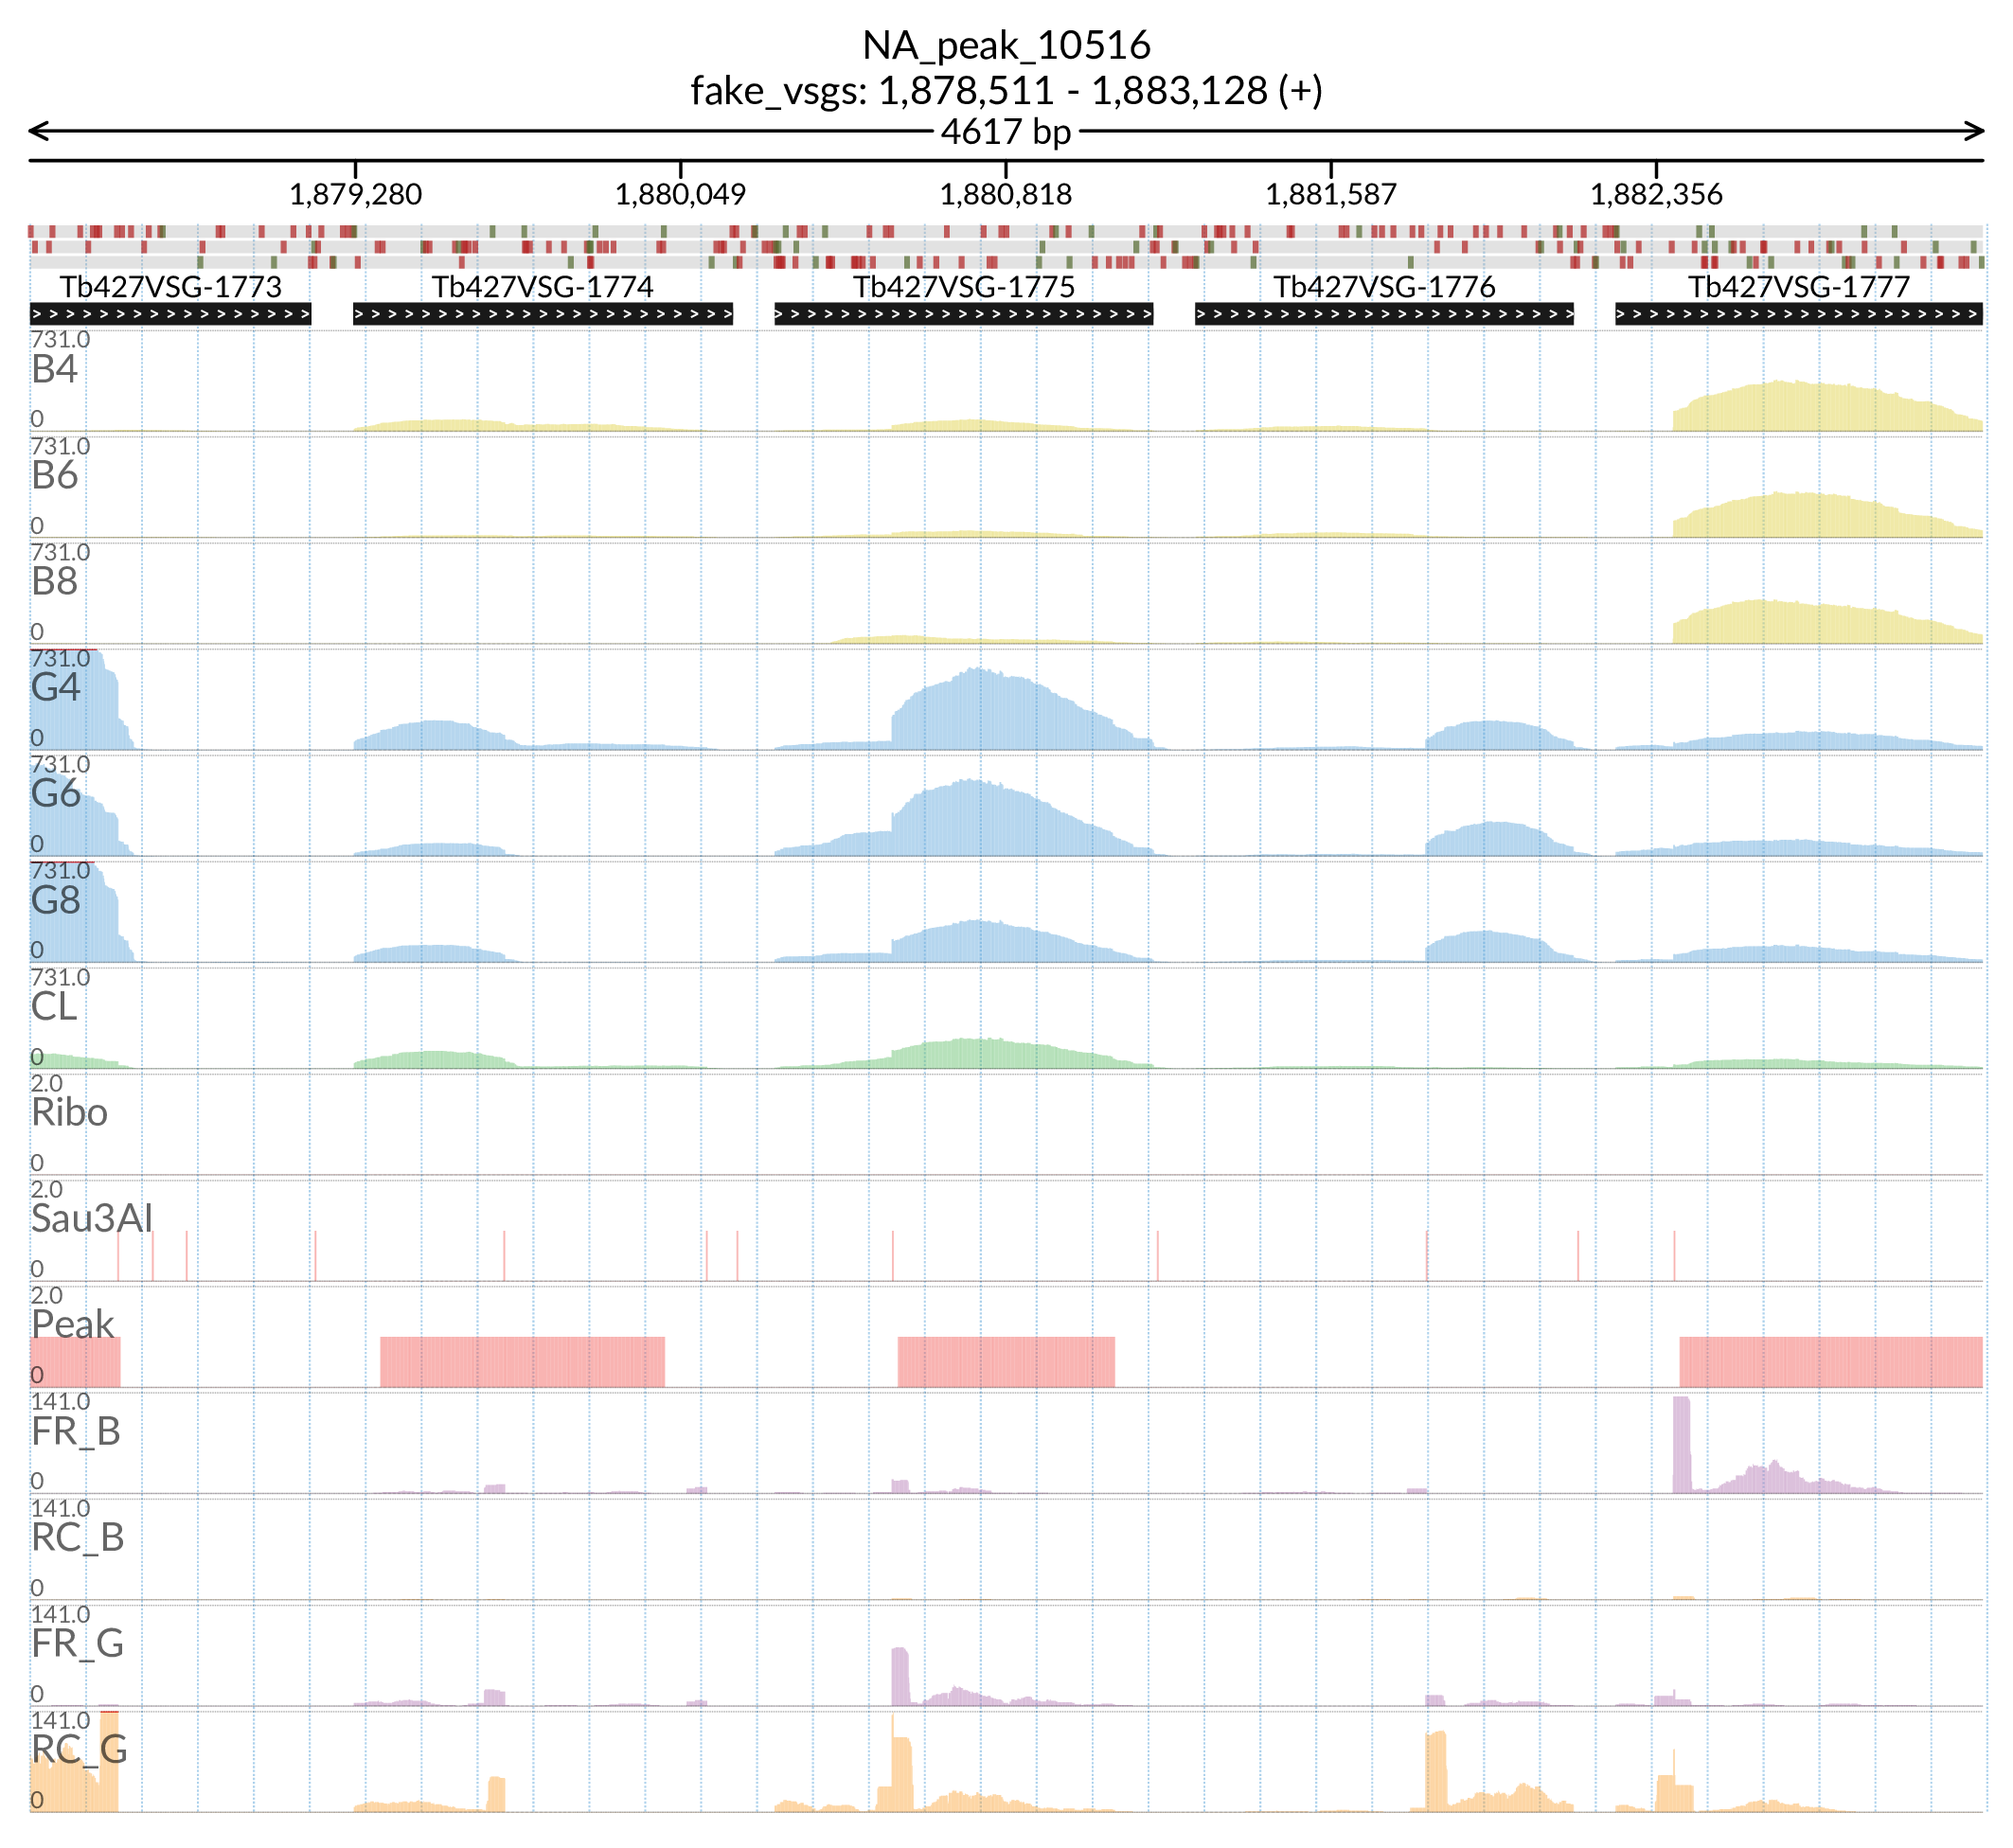 NA_peak_10516
fake_vsgs: 1,878,511 - 1,883,128 (+)
4617 bp
1,879,280 1,880,049 1,880,818 1,881,587 1,882,356
Tb427VSG-1773 Tb427VSG-1774 Tb427VSG-1775 Tb427VSG-1776 Tb427VSG-1777
731.0
B4
0
731.0
B6
0
731.0
B8
0
731.0
G4
0
731.0
G6
0
731.0
G8
0
731.0
CL
0
2.0
Ribo
0
2.0
Sau3AI
0
2.0
Peak
0
141.0
FR_B
0
141.0
RC_B
0
141.0
FR_G
0
141.0
RC_G
0